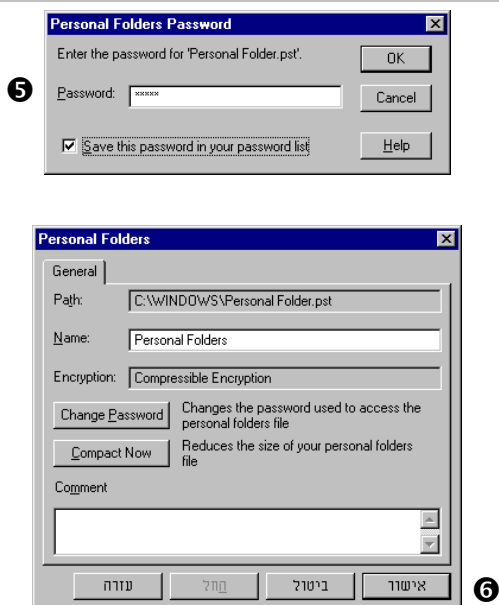 Personal Folders Password
Enter the password for 'Personal Folder.pst'.
OK
❺
Password:
×××××
Cancel
Save this password in your password list
Help
Personal Folders
General
Path:
C:\WINDOWS\Personal Folder.pst
Name:
Personal Folders
Encryption:
Compressible Encryption
Change Password
Changes the password used to access the
personal folders file
Compact Now
Reduces the size of your personal folders
file
Comment
אישור
ביטול
החל
עזרה
❻